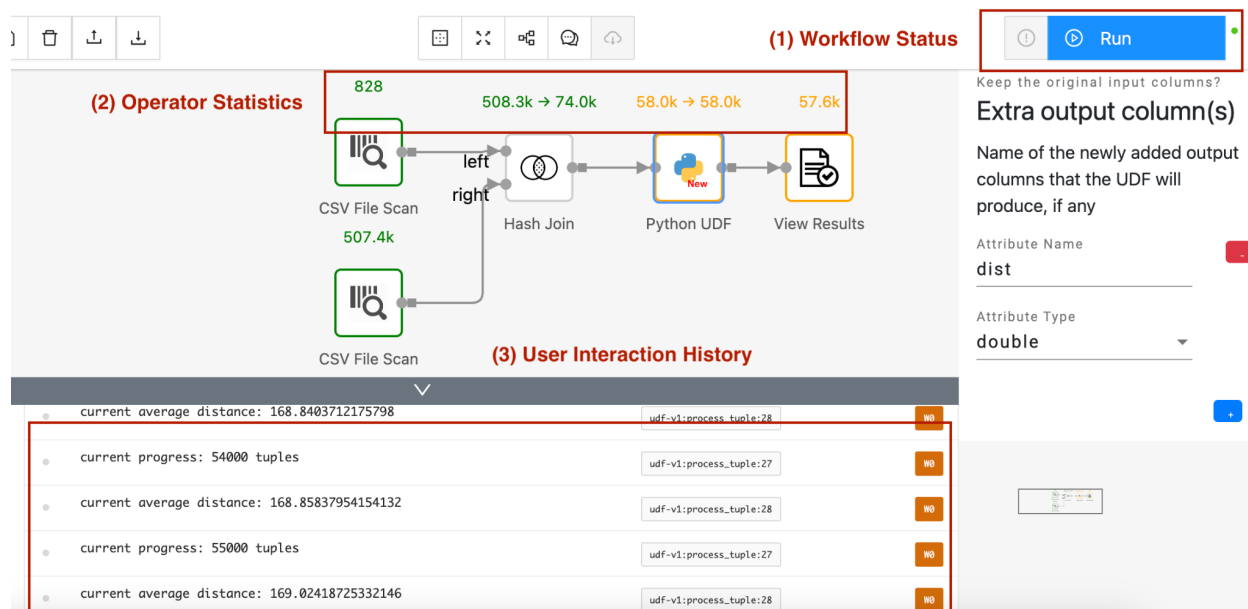 (1) Workflow Status
Run
(2) Operator Statistics
828
508.3k → 74.0k
58.0k → 58.0k
57.6k
left
right
New
CSV File Scan
Hash Join
Python UDF
View Results
507.4k
CSV File Scan
(3) User Interaction History
Keep the original input columns?
Extra output column(s)
Name of the newly added output
columns that the UDF will
produce, if any
Attribute Name
dist
-
Attribute Type
double
+
current average distance: 168.8403712175798 udf-v1:process_tuple:28 W0
current progress: 54000 tuples udf-v1:process_tuple:27 W0
current average distance: 168.85837954154132 udf-v1:process_tuple:28 W0
current progress: 55000 tuples udf-v1:process_tuple:27 W0
current average distance: 169.02418725332146 udf-v1:process_tuple:28 W0